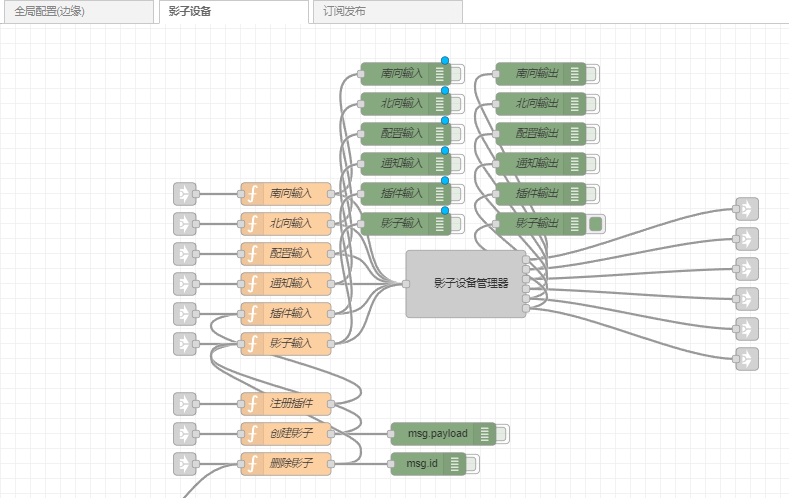 全局配置(边缘)
影子设备
订阅发布
南向输入
南向输出
北向输入
北向输出
配置输入
配置输出
通知输入
通知输出
南向输入
插件输入
插件输出
北向输入
影子输入
影子输出
配置输入
通知输入
影子设备管理器
插件输入
影子输入
注册插件
创建影子
msg.payload
删除影子
msg.id